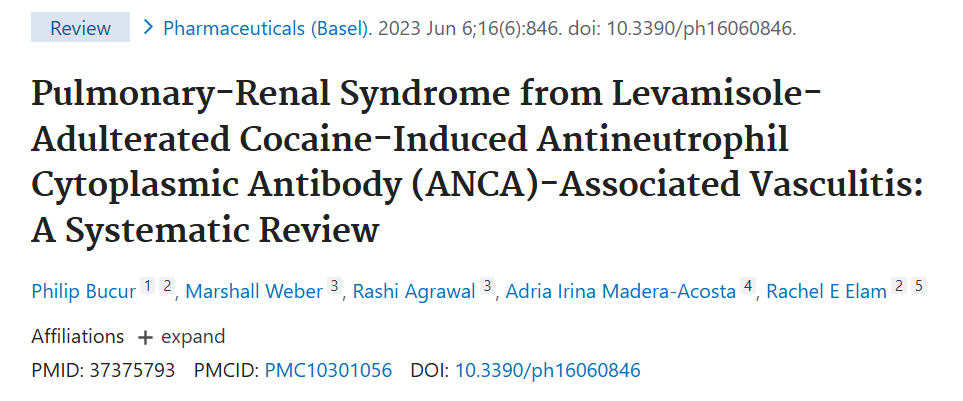 Review > Pharmaceuticals (Basel). 2023 Jun 6;16(6):846. doi: 10.3390/ph16060846.
Pulmonary-Renal Syndrome from Levamisole-
Adulterated Cocaine-Induced Antineutrophil
Cytoplasmic Antibody (ANCA)-Associated Vasculitis:
A Systematic Review
Philip Bucur 1 2, Marshall Weber 3, Rashi Agrawal 3, Adria Irina Madera-Acosta 4, Rachel E Elam 2 5
Affiliations + expand
PMID: 37375793 PMCID: PMC10301056 DOI: 10.3390/ph16060846